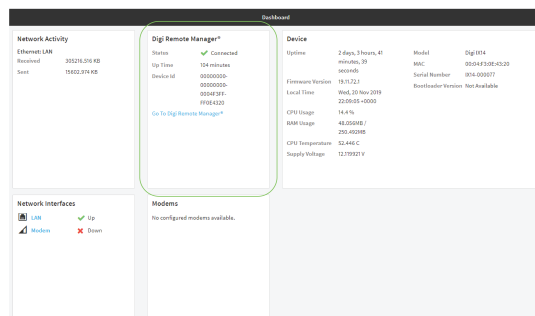 Dashboard
Network Activity
Ethernet: LAN
Received 305216.516 KB
Sent 15602.974 KB
Digi Remote Manager®
Status Connected
Up Time 104 minutes
Device Id 00000000-
00000000-
0004F3FF-
FF0E4320
Go To Digi Remote Manager®
Device
Uptime 2 days, 3 hours, 41
minutes, 39
seconds
Firmware Version 19.11.72.1
Local Time Wed, 20 Nov 2019
22:09:05 +0000
CPU Usage 14.4 %
RAM Usage 48.056MB /
250.492MB
CPU Temperature 52.446 C
Supply Voltage 12.119921 V
Model Digi IX14
MAC 00:04:F3:0E:43:20
Serial Number IX14-000077
Bootloader Version Not Available
Network Interfaces
LAN Up
Modem Down
Modems
No configured modems available.